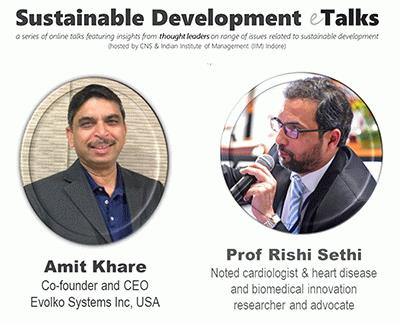 Sustainable Development eTalks
a series of online talks featuring insights from thought leaders on range of issues related to sustainable development
(hosted by CNS & Indian Institute of Management (IIM) Indore)
Amit Khare
Co-founder and CEO
Evolko Systems Inc, USA
Prof Rishi Sethi
Noted cardiologist & heart disease
and biomedical innovation
researcher and advocate